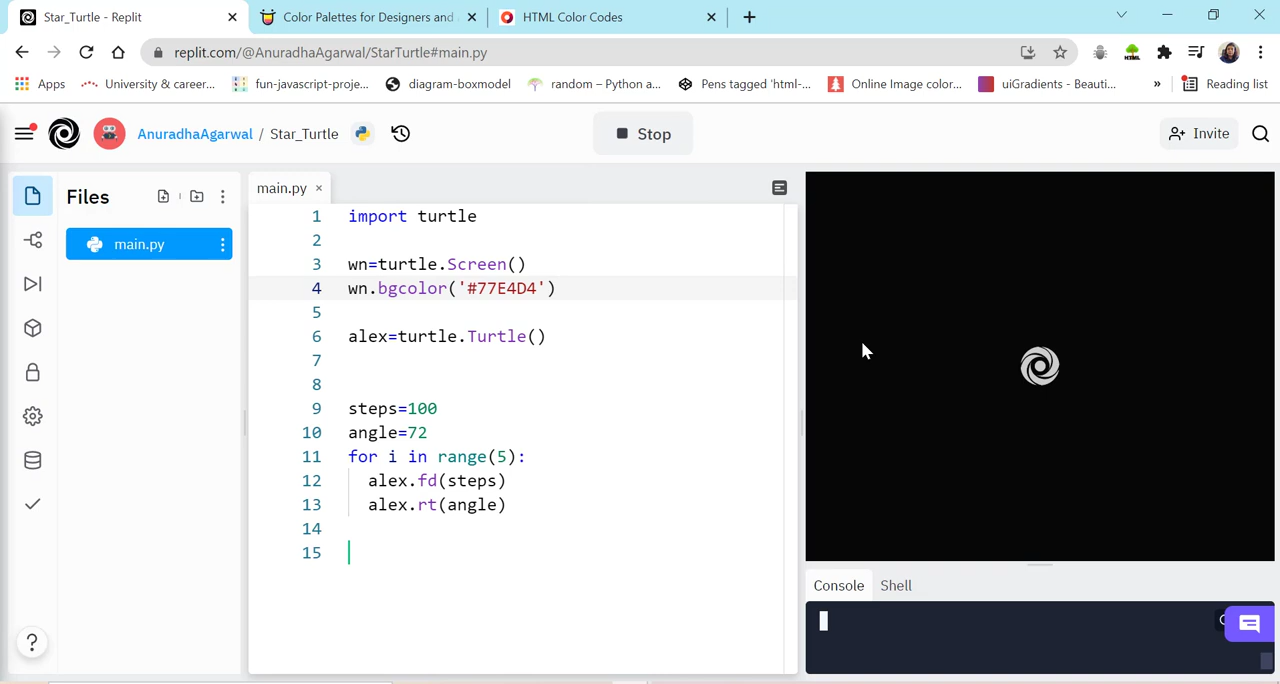 Star_Turtle - Replit
Color Palettes for Designers and
HTML Color Codes
replit.com/@AnuradhaAgarwal/StarTurtle#main.py
Apps
University & career...
fun-javascript-proje...
diagram-boxmodel
random – Python a...
Pens tagged 'html-...
Online Image color...
uiGradients - Beauti...
»
Reading list
AnuradhaAgarwal / Star_Turtle
Stop
Invite
Files
main.py
main.py ×
1 import turtle
2
3 wn=turtle.Screen()
4 wn.bgcolor('#77E4D4')
5
6 alex=turtle.Turtle()
7
8
9 steps=100
10 angle=72
11 for i in range(5):
12 alex.fd(steps)
13 alex.rt(angle)
14
15
Console
Shell
?